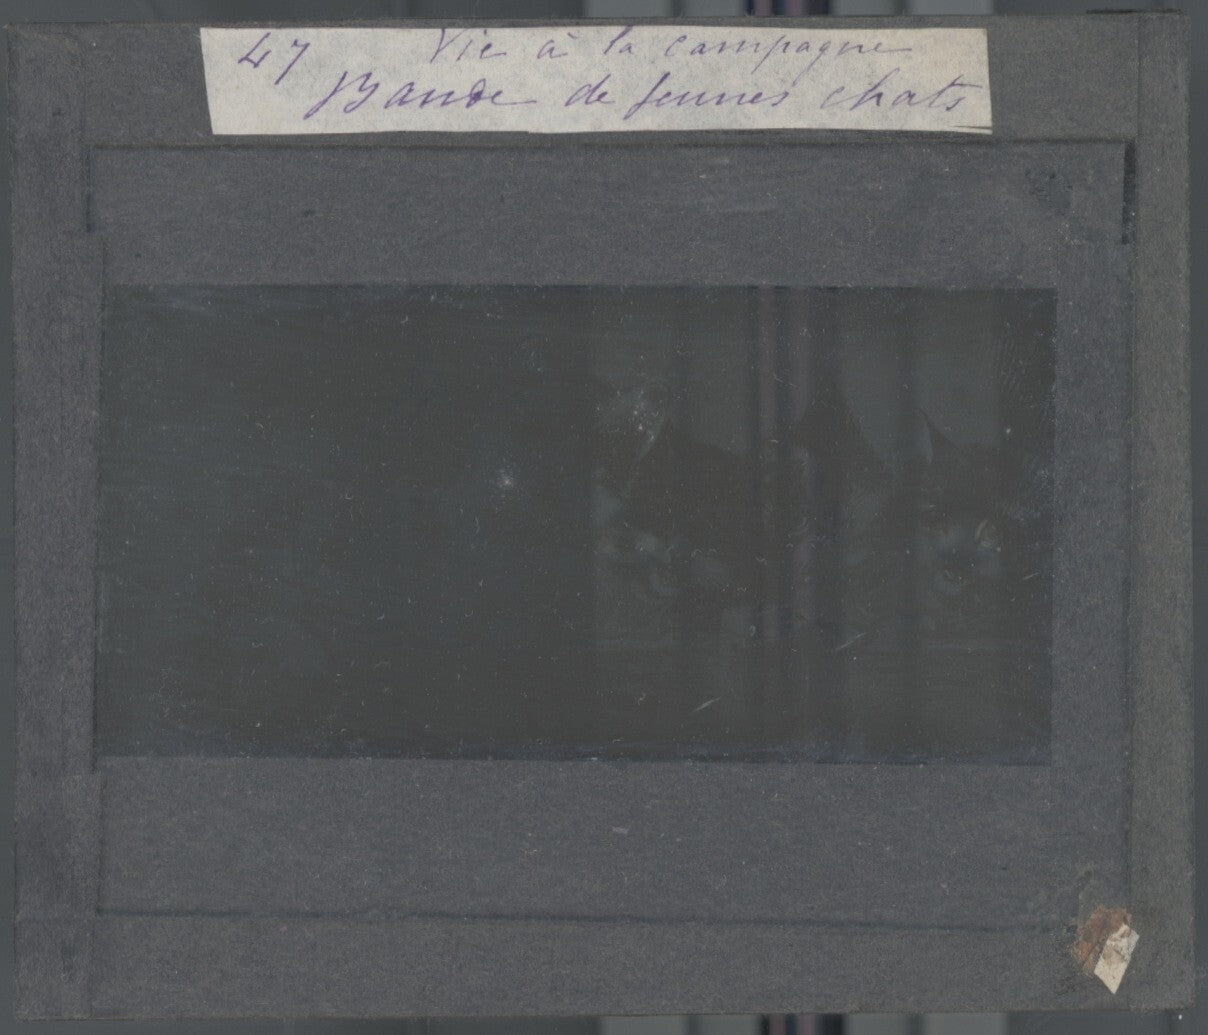 47 Vie à la campagne
Bande de Jeunes chats